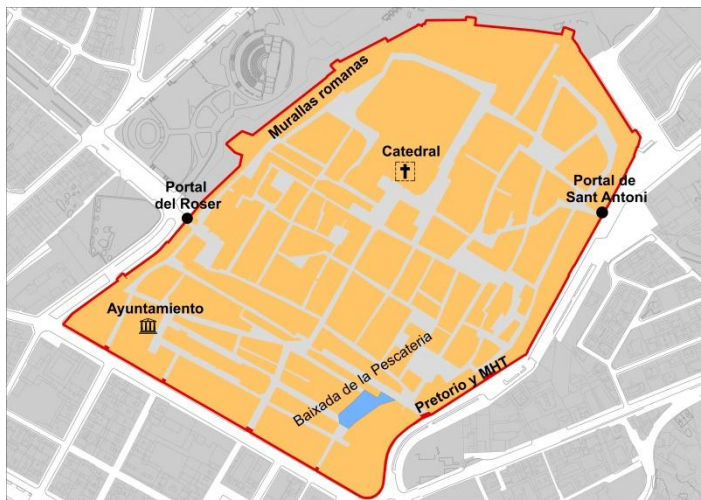 Murallas romanas
Catedral
Portal
del Roser
Portal de
Sant Antoni
Ayuntamiento
Baixada de la Pescateria
Pretorio y MHT